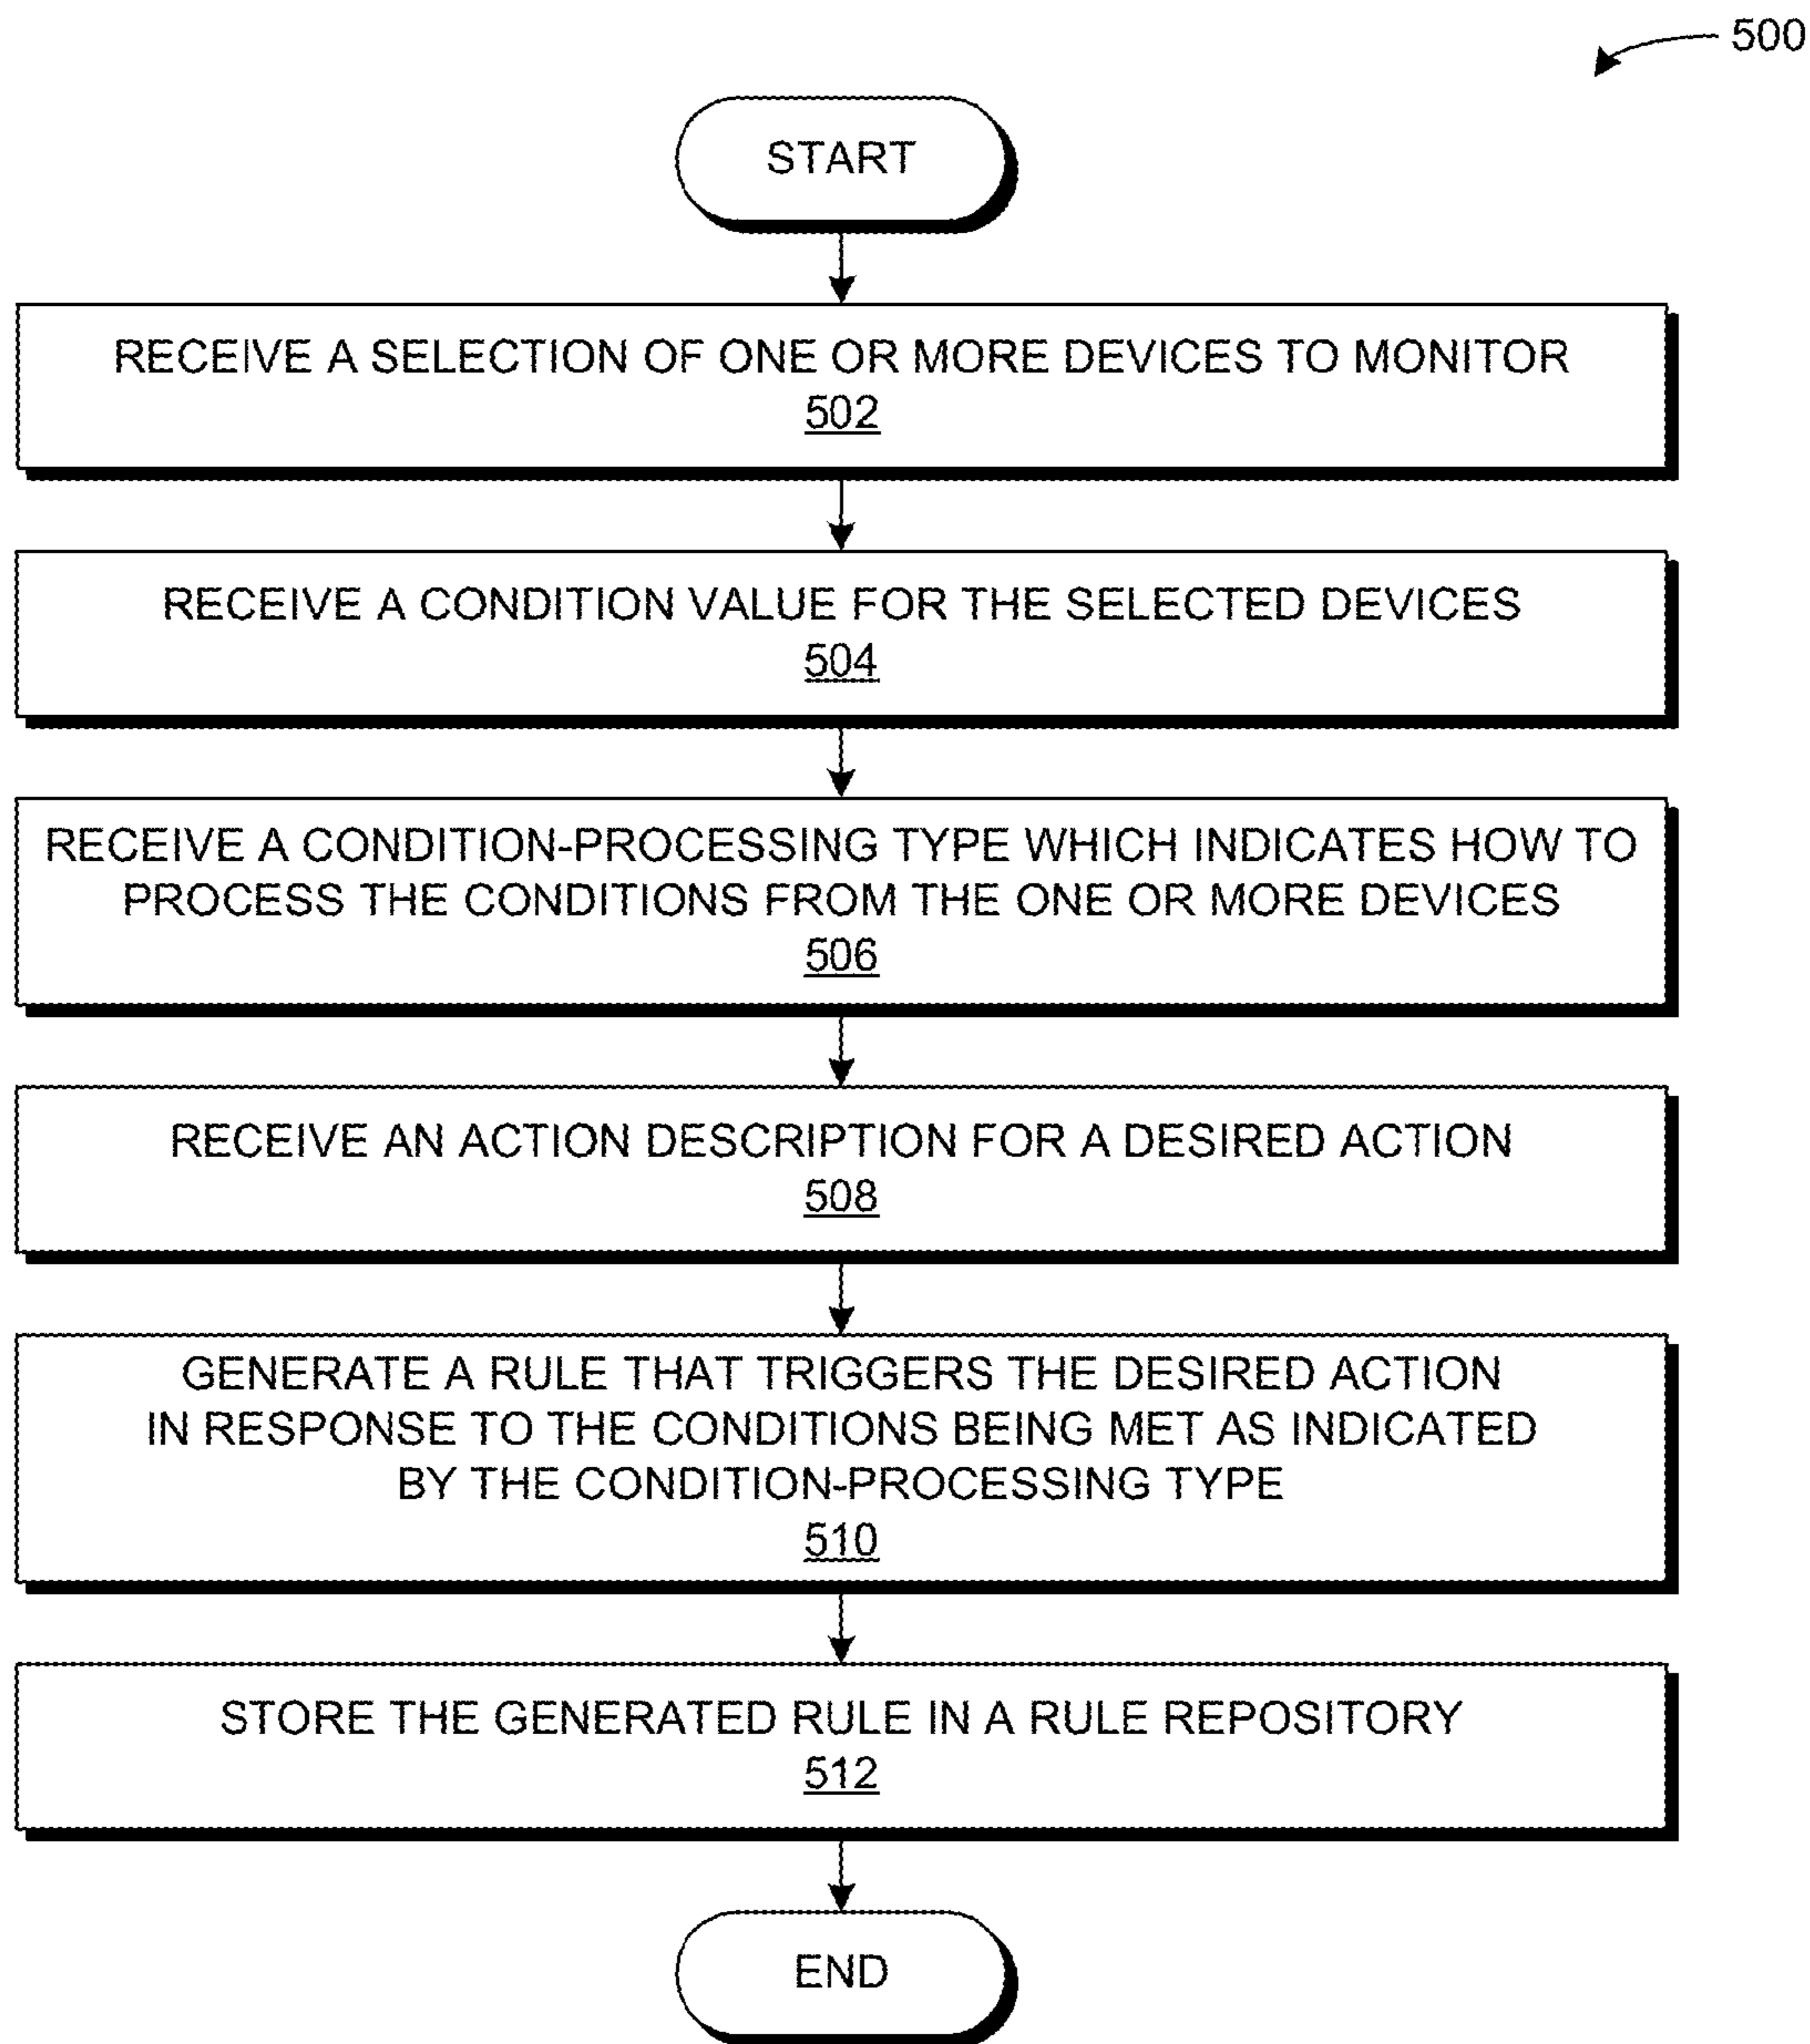 500
START
RECEIVE A SELECTION OF ONE OR MORE DEVICES TO MONITOR
502
RECEIVE A CONDITION VALUE FOR THE SELECTED DEVICES
504
RECEIVE A CONDITION-PROCESSING TYPE WHICH INDICATES HOW TO
PROCESS THE CONDITIONS FROM THE ONE OR MORE DEVICES
506
RECEIVE AN ACTION DESCRIPTION FOR A DESIRED ACTION
508
GENERATE A RULE THAT TRIGGERS THE DESIRED ACTION
IN RESPONSE TO THE CONDITIONS BEING MET AS INDICATED
BY THE CONDITION-PROCESSING TYPE
510
STORE THE GENERATED RULE IN A RULE REPOSITORY
512
END